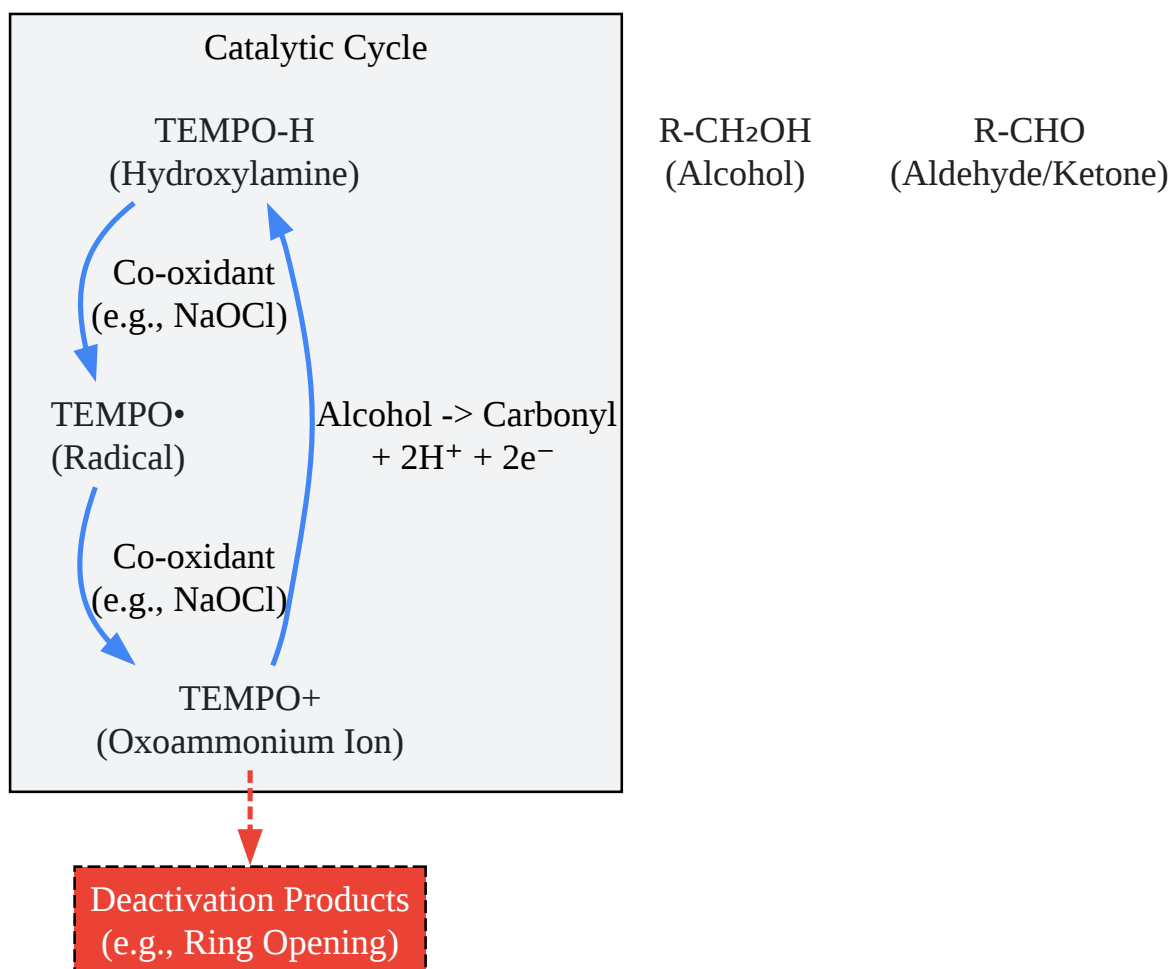 Catalytic Cycle
TEMPO-H
(Hydroxylamine)
R-CH₂OH
(Alcohol)
R-CHO
(Aldehyde/Ketone)
Co-oxidant
(e.g., NaOCl)
TEMPO•
(Radical)
Alcohol -> Carbonyl
+ 2H⁺ + 2e⁻
Co-oxidant
(e.g., NaOCl)
TEMPO+
(Oxoammonium Ion)
Deactivation Products
(e.g., Ring Opening)